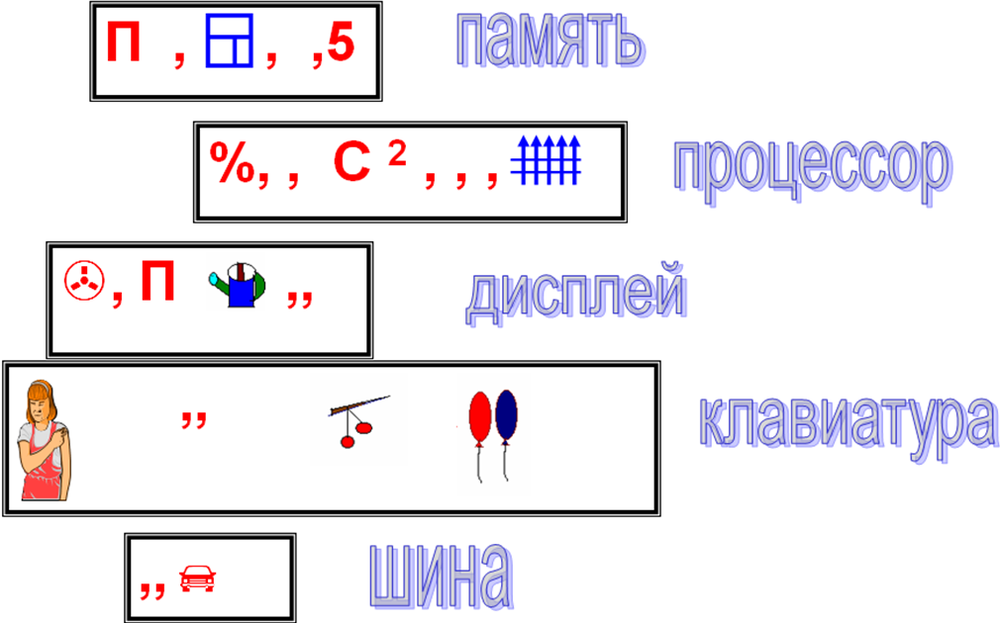 П , , ,5 память
%, , С ² , , , процессор
, П ,, дисплей
,, клавиатура
,, шина